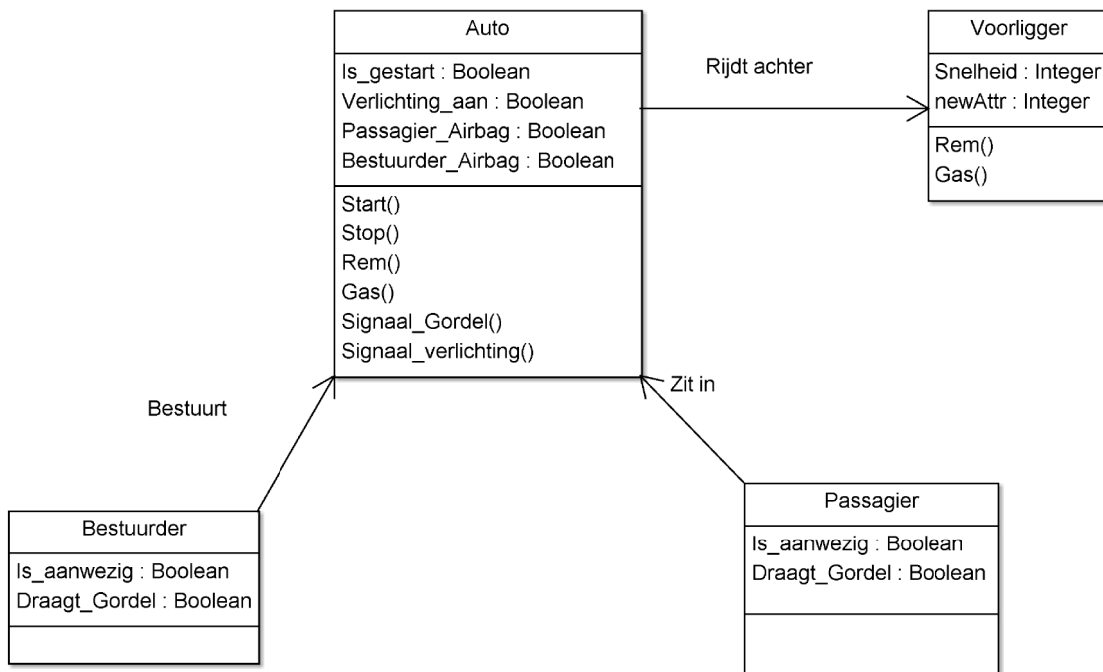 Auto
Is_gestart : Boolean
Verlichting_aan : Boolean
Passagier_Airbag : Boolean
Bestuurder_Airbag : Boolean
Start()
Stop()
Rem()
Gas()
Signaal_Gordel()
Signaal_verlichting()
Rijdt achter
Voorligger
Snelheid : Integer
newAttr : Integer
Rem()
Gas()
Bestuurt
Zit in
Bestuurder
Is_aanwezig : Boolean
Draagt_Gordel : Boolean
Passagier
Is_aanwezig : Boolean
Draagt_Gordel : Boolean